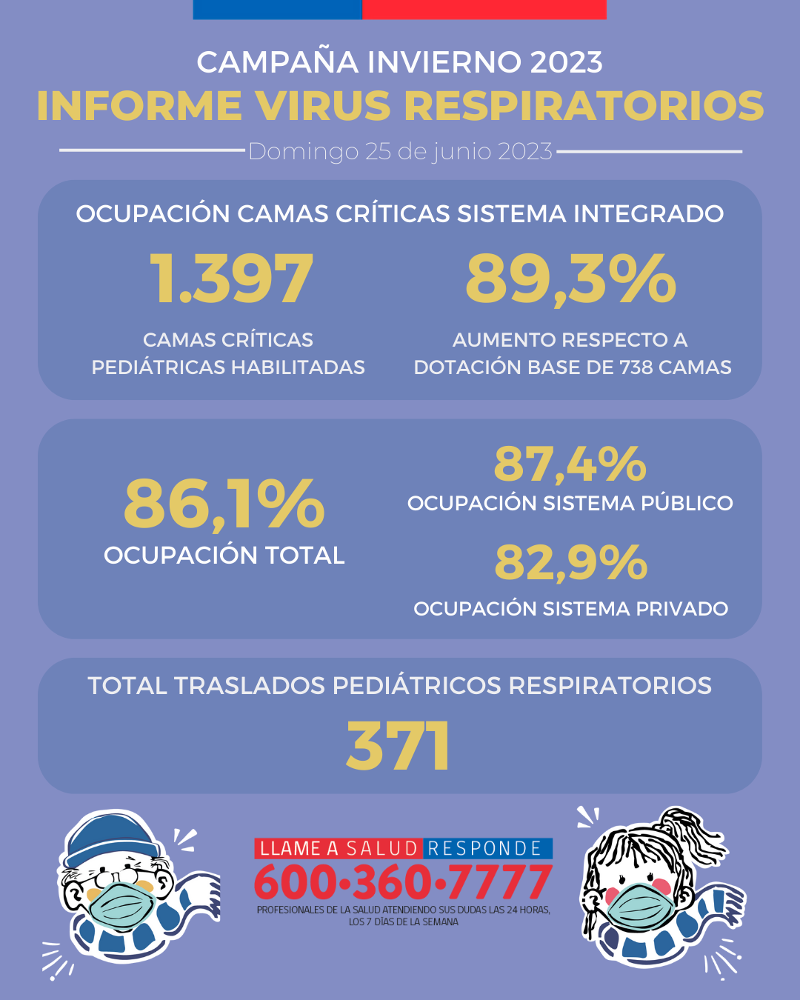 CAMPAÑA INVIERNO 2023
INFORME VIRUS RESPIRATORIOS
Domingo 25 de junio 2023
OCUPACIÓN CAMAS CRÍTICAS SISTEMA INTEGRADO
1.397
CAMAS CRÍTICAS
PEDIÁTRICAS HABILITADAS
89,3%
AUMENTO RESPECTO A
DOTACIÓN BASE DE 738 CAMAS
86,1%
OCUPACIÓN TOTAL
87,4%
OCUPACIÓN SISTEMA PÚBLICO
82,9%
OCUPACIÓN SISTEMA PRIVADO
TOTAL TRASLADOS PEDIÁTRICOS RESPIRATORIOS
371
LLAME A SALUD RESPONDE
600·360·7777
PROFESIONALES DE LA SALUD ATENDIENDO SUS DUDAS LAS 24 HORAS,
LOS 7 DÍAS DE LA SEMANA